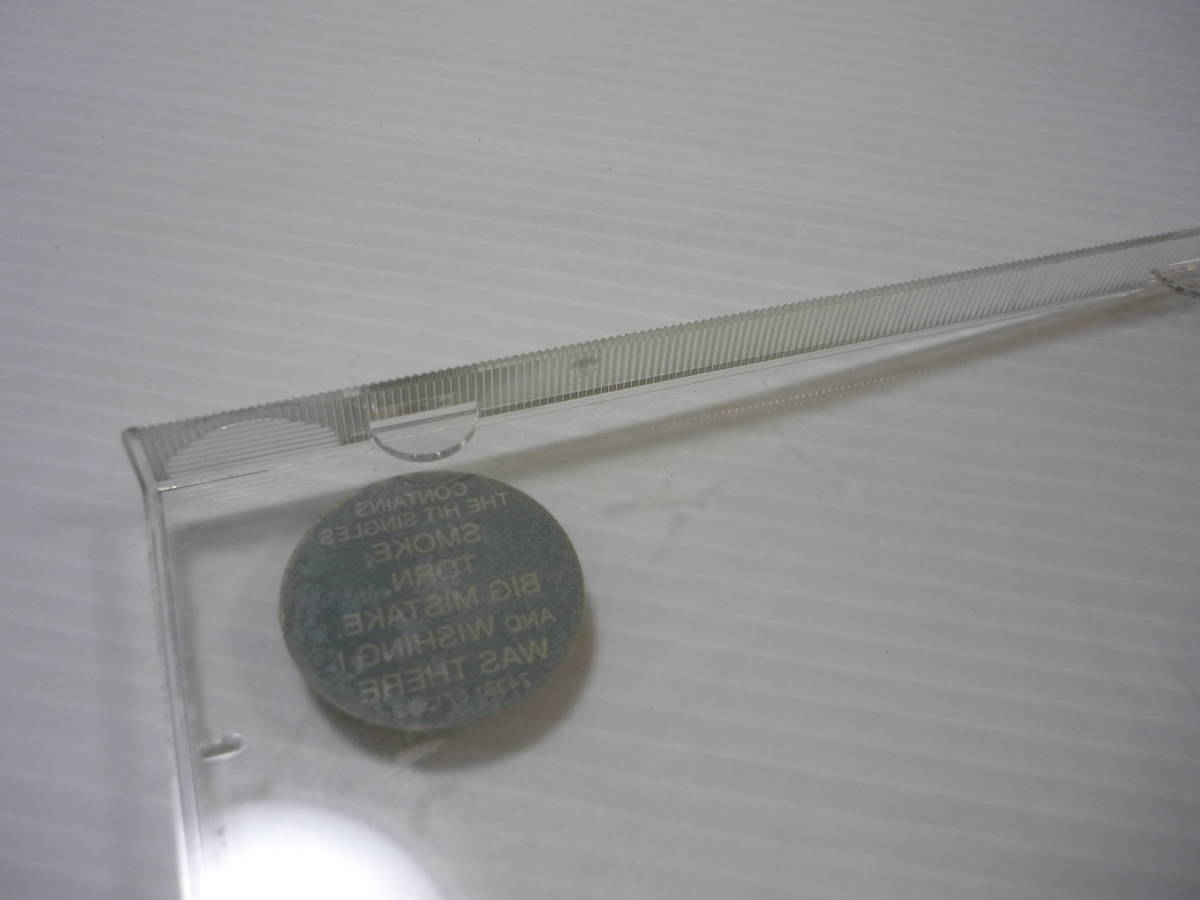 CONTAINS
THE HIT SINGLES
SMOKE,
TORN,
BIG MISTAKE,
AND WISHING I
WAS THERE